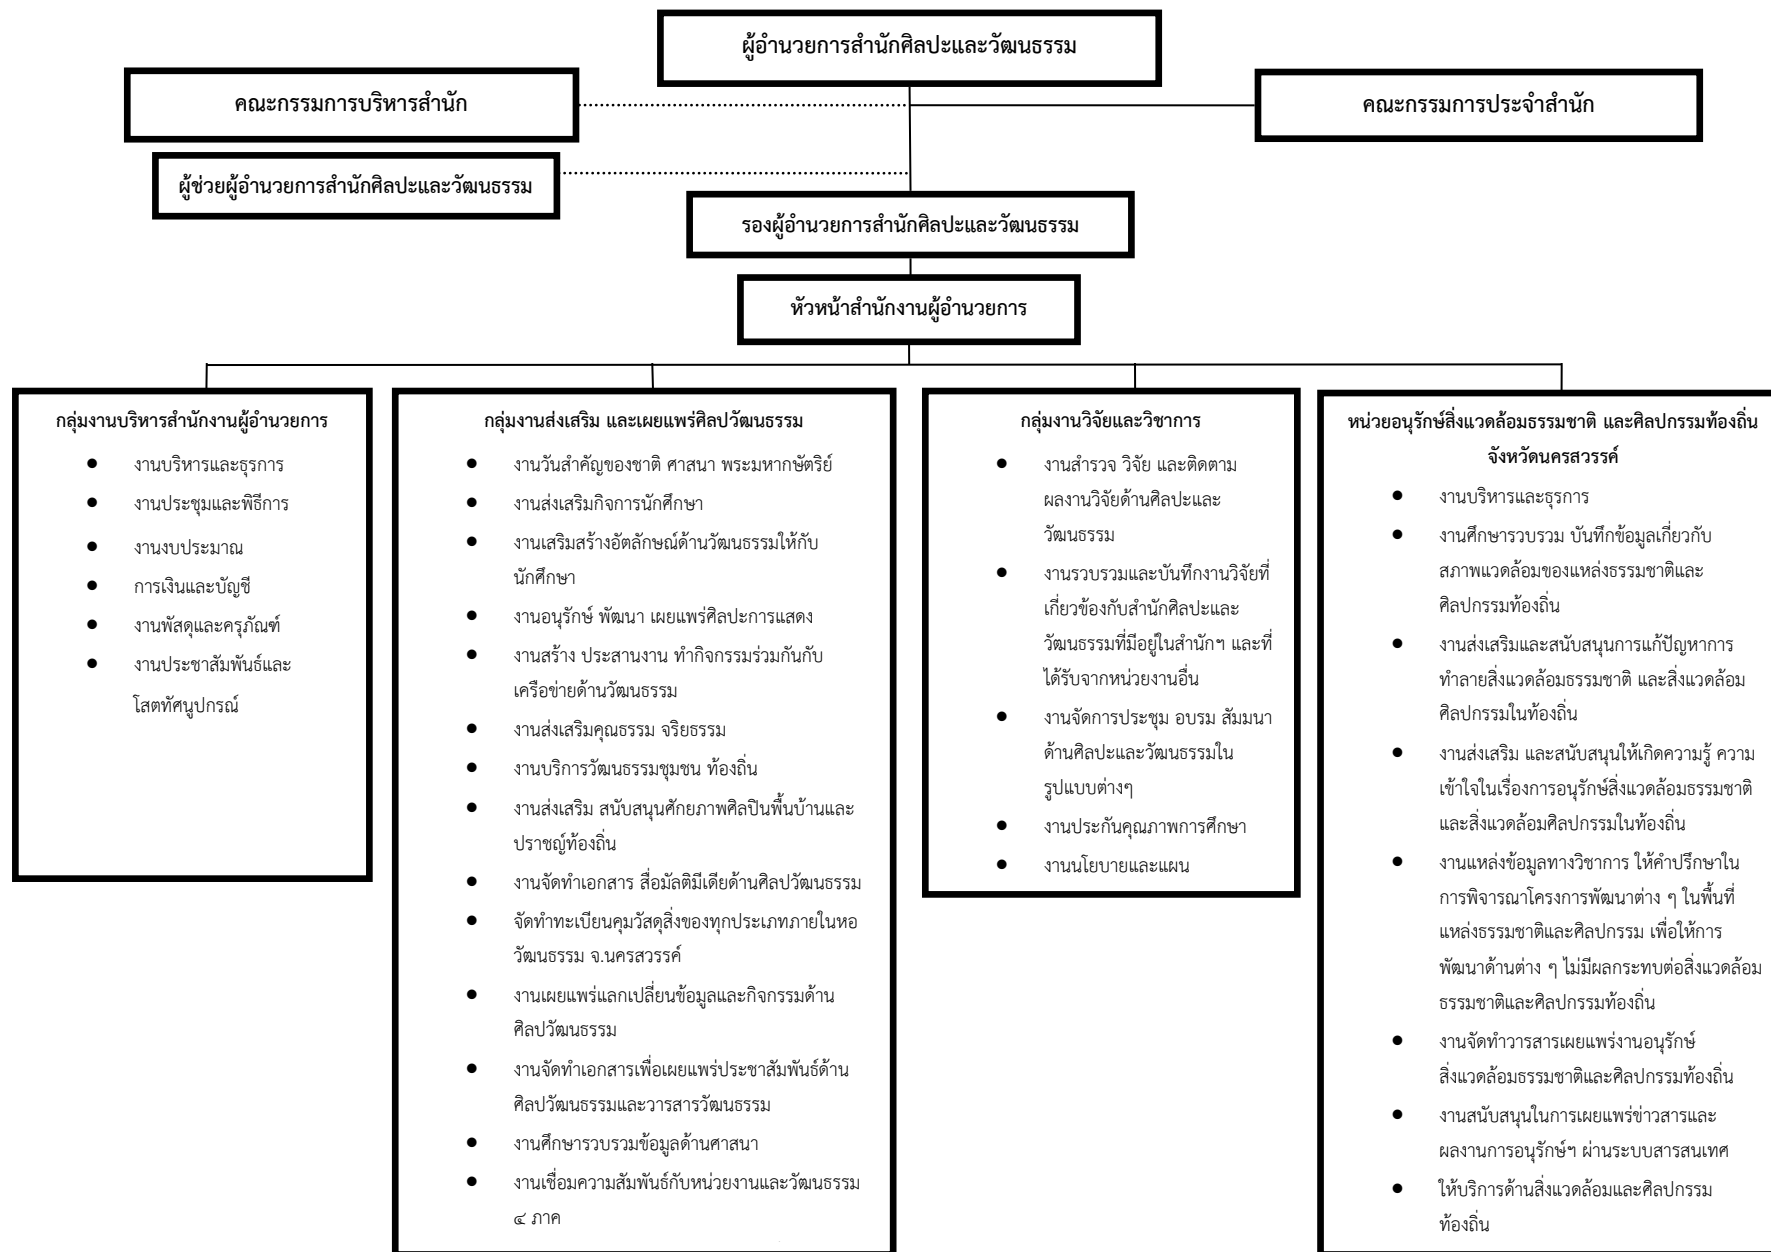 ผู้อำนวยการสำนักศิลปะและวัฒนธรรม
คณะกรรมการบริหารสำนัก
คณะกรรมการประจำสำนัก
ผู้ช่วยผู้อำนวยการสำนักศิลปะและวัฒนธรรม
รองผู้อำนวยการสำนักศิลปะและวัฒนธรรม
หัวหน้าสำนักงานผู้อำนวยการ
กลุ่มงานบริหารสำนักงานผู้อำนวยการ
● งานบริหารและธุรการ
● งานประชุมและพิธีการ
● งานงบประมาณ
● การเงินและบัญชี
● งานพัสดุและครุภัณฑ์
● งานประชาสัมพันธ์และ
โสตทัศนูปกรณ์
กลุ่มงานส่งเสริม และเผยแพร่ศิลปวัฒนธรรม
● งานวันสำคัญของชาติ ศาสนา พระมหากษัตริย์
● งานส่งเสริมกิจการนักศึกษา
● งานเสริมสร้างอัตลักษณ์ด้านวัฒนธรรมให้กับ
นักศึกษา
● งานอนุรักษ์ พัฒนา เผยแพร่ศิลปะการแสดง
● งานสร้าง ประสานงาน ทำกิจกรรมร่วมกันกับ
เครือข่ายด้านวัฒนธรรม
● งานส่งเสริมคุณธรรม จริยธรรม
● งานบริการวัฒนธรรมชุมชน ท้องถิ่น
● งานส่งเสริม สนับสนุนศักยภาพศิลปินพื้นบ้านและ
ปราชญ์ท้องถิ่น
● งานจัดทำเอกสาร สื่อมัลติมีเดียด้านศิลปวัฒนธรรม
● จัดทำทะเบียนคุมวัสดุสิ่งของทุกประเภทภายในหอ
วัฒนธรรม จ.นครสวรรค์
● งานเผยแพร่แลกเปลี่ยนข้อมูลและกิจกรรมด้าน
ศิลปวัฒนธรรม
● งานจัดทำเอกสารเพื่อเผยแพร่ประชาสัมพันธ์ด้าน
ศิลปวัฒนธรรมและวารสารวัฒนธรรม
● งานศึกษารวบรวมข้อมูลด้านศาสนา
● งานเชื่อมความสัมพันธ์กับหน่วยงานและวัฒนธรรม
๔ ภาค
กลุ่มงานวิจัยและวิชาการ
● งานสำรวจ วิจัย และติดตาม
ผลงานวิจัยด้านศิลปะและ
วัฒนธรรม
● งานรวบรวมและบันทึกงานวิจัยที่
เกี่ยวข้องกับสำนักศิลปะและ
วัฒนธรรมที่มีอยู่ในสำนักฯ และที่
ได้รับจากหน่วยงานอื่น
● งานจัดการประชุม อบรม สัมมนา
ด้านศิลปะและวัฒนธรรมใน
รูปแบบต่างๆ
● งานประกันคุณภาพการศึกษา
● งานนโยบายและแผน
หน่วยอนุรักษ์สิ่งแวดล้อมธรรมชาติ และศิลปกรรมท้องถิ่น
จังหวัดนครสวรรค์
● งานบริหารและธุรการ
● งานศึกษารวบรวม บันทึกข้อมูลเกี่ยวกับ
สภาพแวดล้อมของแหล่งธรรมชาติและ
ศิลปกรรมท้องถิ่น
● งานส่งเสริมและสนับสนุนการแก้ปัญหาการ
ทำลายสิ่งแวดล้อมธรรมชาติ และสิ่งแวดล้อม
ศิลปกรรมในท้องถิ่น
● งานส่งเสริม และสนับสนุนให้เกิดความรู้ ความ
เข้าใจในเรื่องการอนุรักษ์สิ่งแวดล้อมธรรมชาติ
และสิ่งแวดล้อมศิลปกรรมในท้องถิ่น
● งานแหล่งข้อมูลทางวิชาการ ให้คำปรึกษาใน
การพิจารณาโครงการพัฒนาต่าง ๆ ในพื้นที่
แหล่งธรรมชาติและศิลปกรรม เพื่อให้การ
พัฒนาด้านต่าง ๆ ไม่มีผลกระทบต่อสิ่งแวดล้อม
ธรรมชาติและศิลปกรรมท้องถิ่น
● งานจัดทำวารสารเผยแพร่งานอนุรักษ์
สิ่งแวดล้อมธรรมชาติและศิลปกรรมท้องถิ่น
● งานสนับสนุนในการเผยแพร่ข่าวสารและ
ผลงานการอนุรักษ์ฯ ผ่านระบบสารสนเทศ
● ให้บริการด้านสิ่งแวดล้อมและศิลปกรรม
ท้องถิ่น